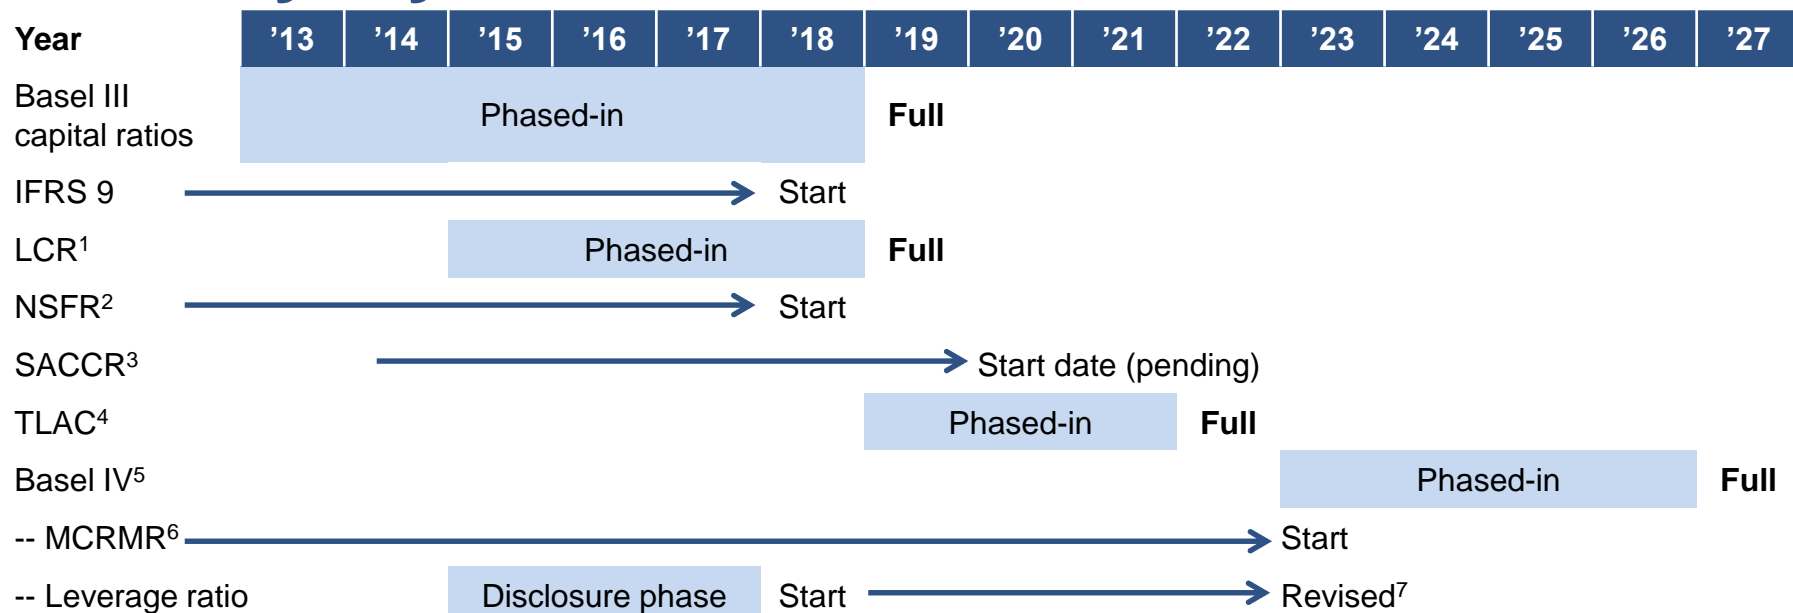 Year ’13 ’14 ’15 ’16 ’17 ’18 ’19 ’20 ’21 ’22 ’23 ’24 ’25 ’26 ’27
Basel III
capital ratios
Phased-in Full
IFRS 9 Start
LCR¹ Phased-in Full
NSFR² Start
SACCR³ Start date (pending)
TLAC⁴ Phased-in Full
Basel IV⁵ Phased-in Full
-- MCRMR⁶ Start
-- Leverage ratio Disclosure phase Start Revised⁷